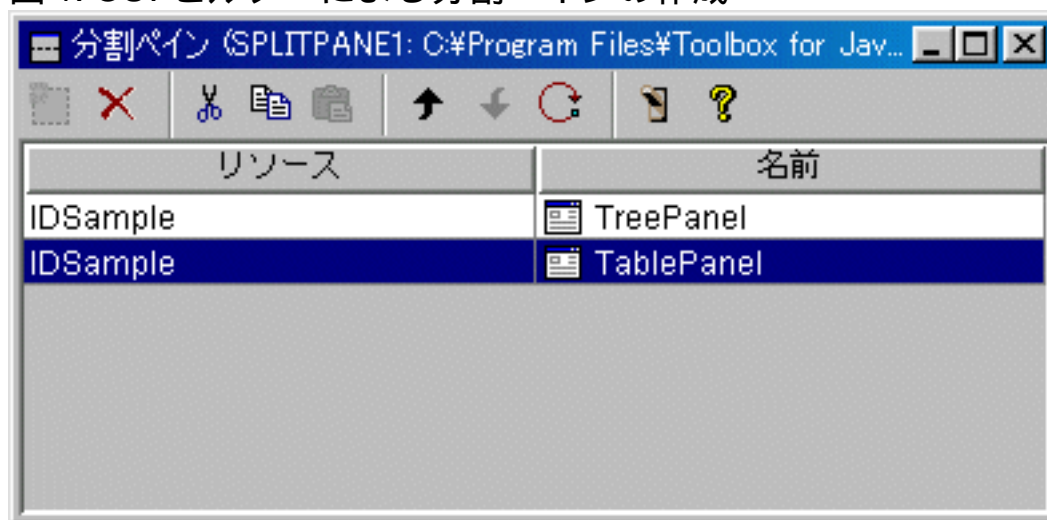 分割ペイン (SPLITPANE1: C:¥Program Files¥Toolbox for Jav...
リソース
名前
IDSample
TreePanel
IDSample
TablePanel